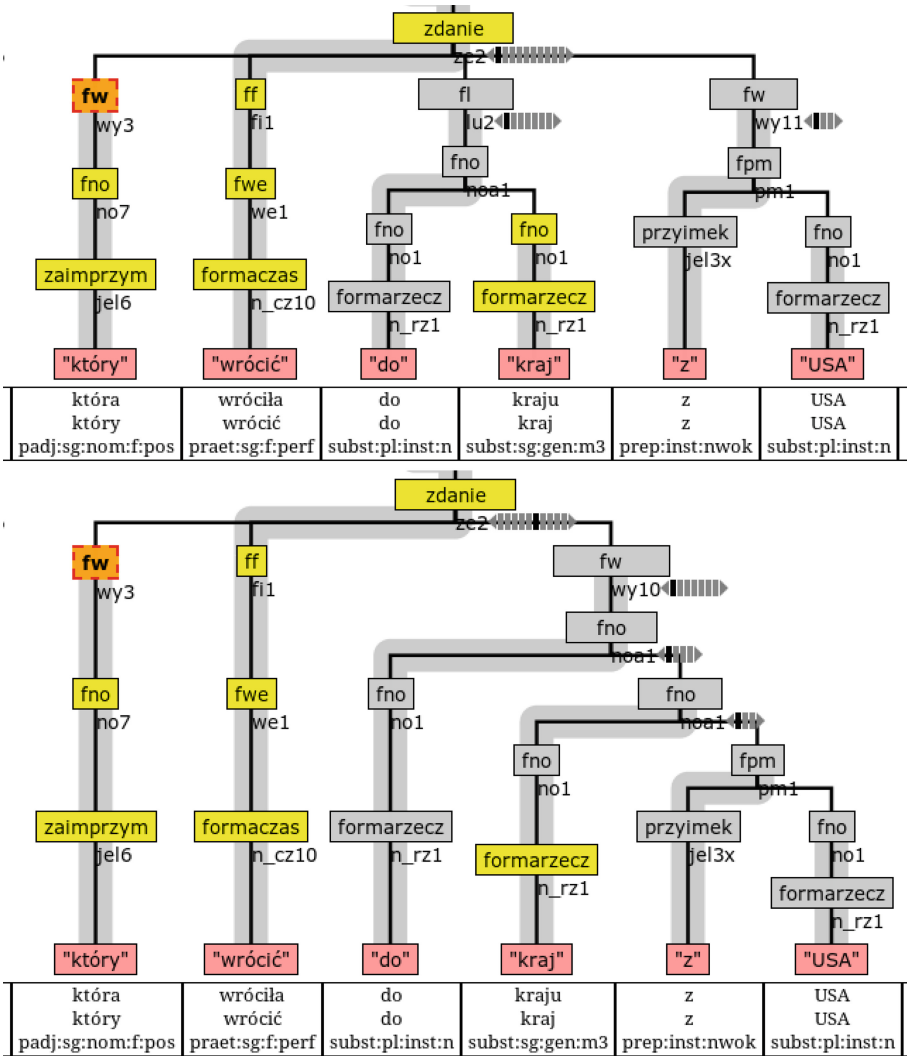 zdanie
ze2
fw ff fl fw
wy3 fi1 lu2 wy11
fno fwe fno fpm
no7 we1 noa1 pm1
fno fno przyimek fno
no1 no1 jel3x no1
zaimprzym formaczas formarzecz formarzecz formarzecz
jel6 n_cz10 n_rz1 n_rz1 n_rz1
"który" "wrócić" "do" "kraj" "z" "USA"
która wróciła do kraju z USA
który wrócić do kraj z USA
padj:sg:nom:f:pos praet:sg:f:perf subst:pl:inst:n subst:sg:gen:m3 prep:inst:nwok subst:pl:inst:n
zdanie
ze2
fw ff fw
wy3 fi1 wy10
fno
noa1
fno fwe fno fno
no7 we1 no1 noa1
fno fpm
no1 pm1
zaimprzym formaczas formarzecz przyimek fno
jel6 n_cz10 n_rz1 jel3x no1
formarzecz formarzecz
n_rz1 n_rz1
"który" "wrócić" "do" "kraj" "z" "USA"
która wróciła do kraju z USA
który wrócić do kraj z USA
padj:sg:nom:f:pos praet:sg:f:perf subst:pl:inst:n subst:sg:gen:m3 prep:inst:nwok subst:pl:inst:n